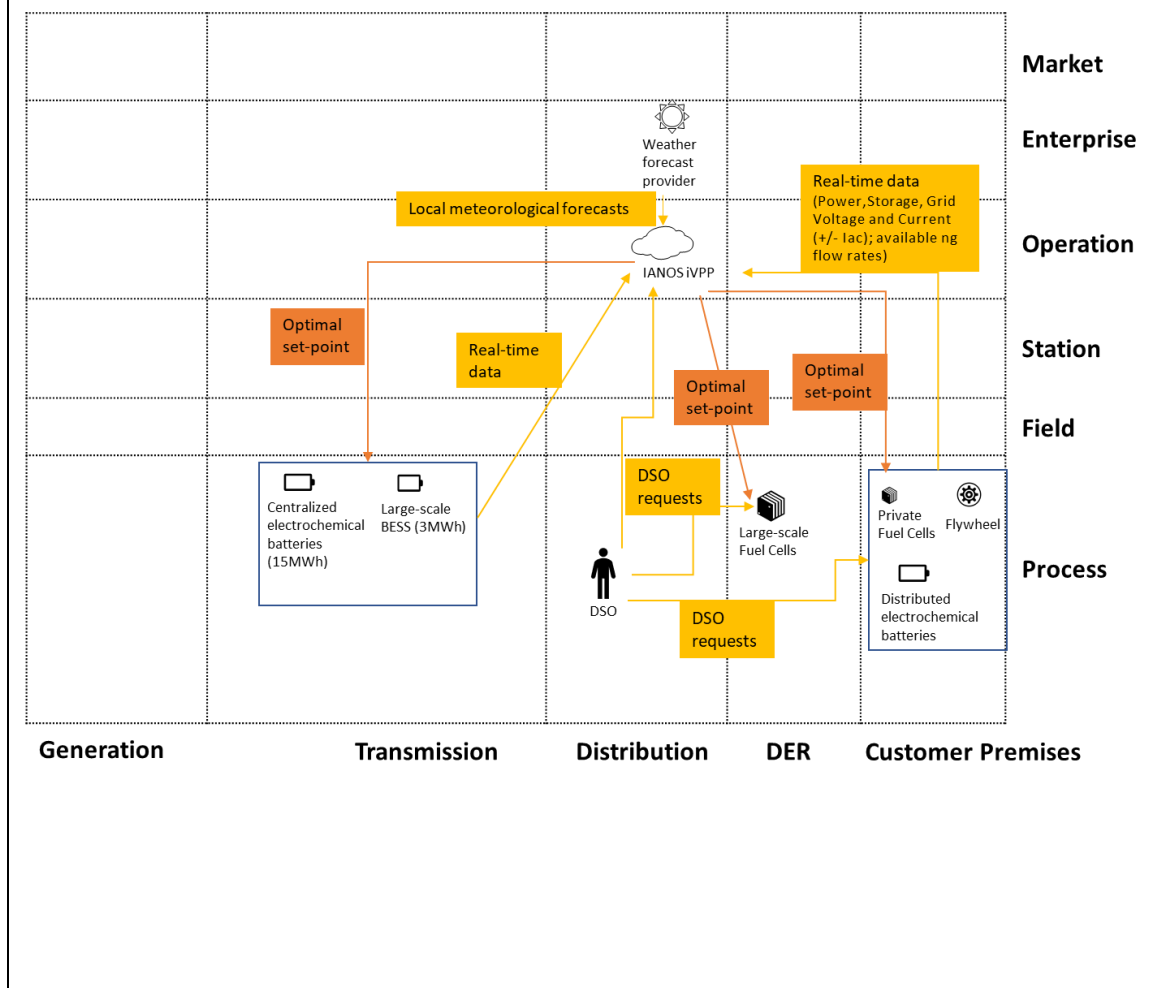 Market
Enterprise
Operation
Station
Field
Process
Weather
forecast
provider
Local meteorological forecasts
Real-time data
(Power,Storage, Grid
Voltage and Current
(+/- Iac); available ng
flow rates)
IANOS iVPP
Optimal
set-point
Real-time
data
Optimal
set-point
Optimal
set-point
DSO
requests
Centralized
electrochemical
batteries
(15MWh)
Large-scale
BESS (3MWh)
Large-scale
Fuel Cells
Private
Fuel Cells
Flywheel
Distributed
electrochemical
batteries
DSO
DSO
requests
Generation
Transmission
Distribution
DER
Customer Premises